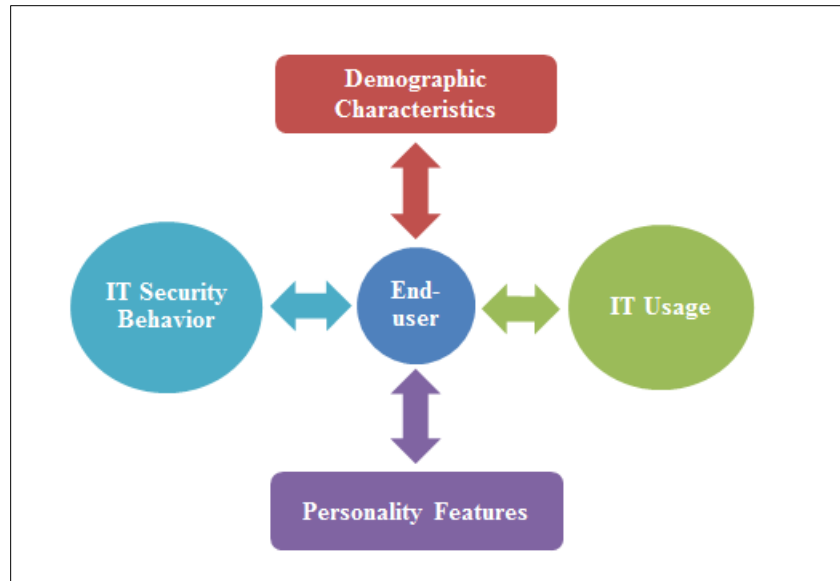 Demographic
Characteristics
IT Security
Behavior
End-
user
IT Usage
Personality Features